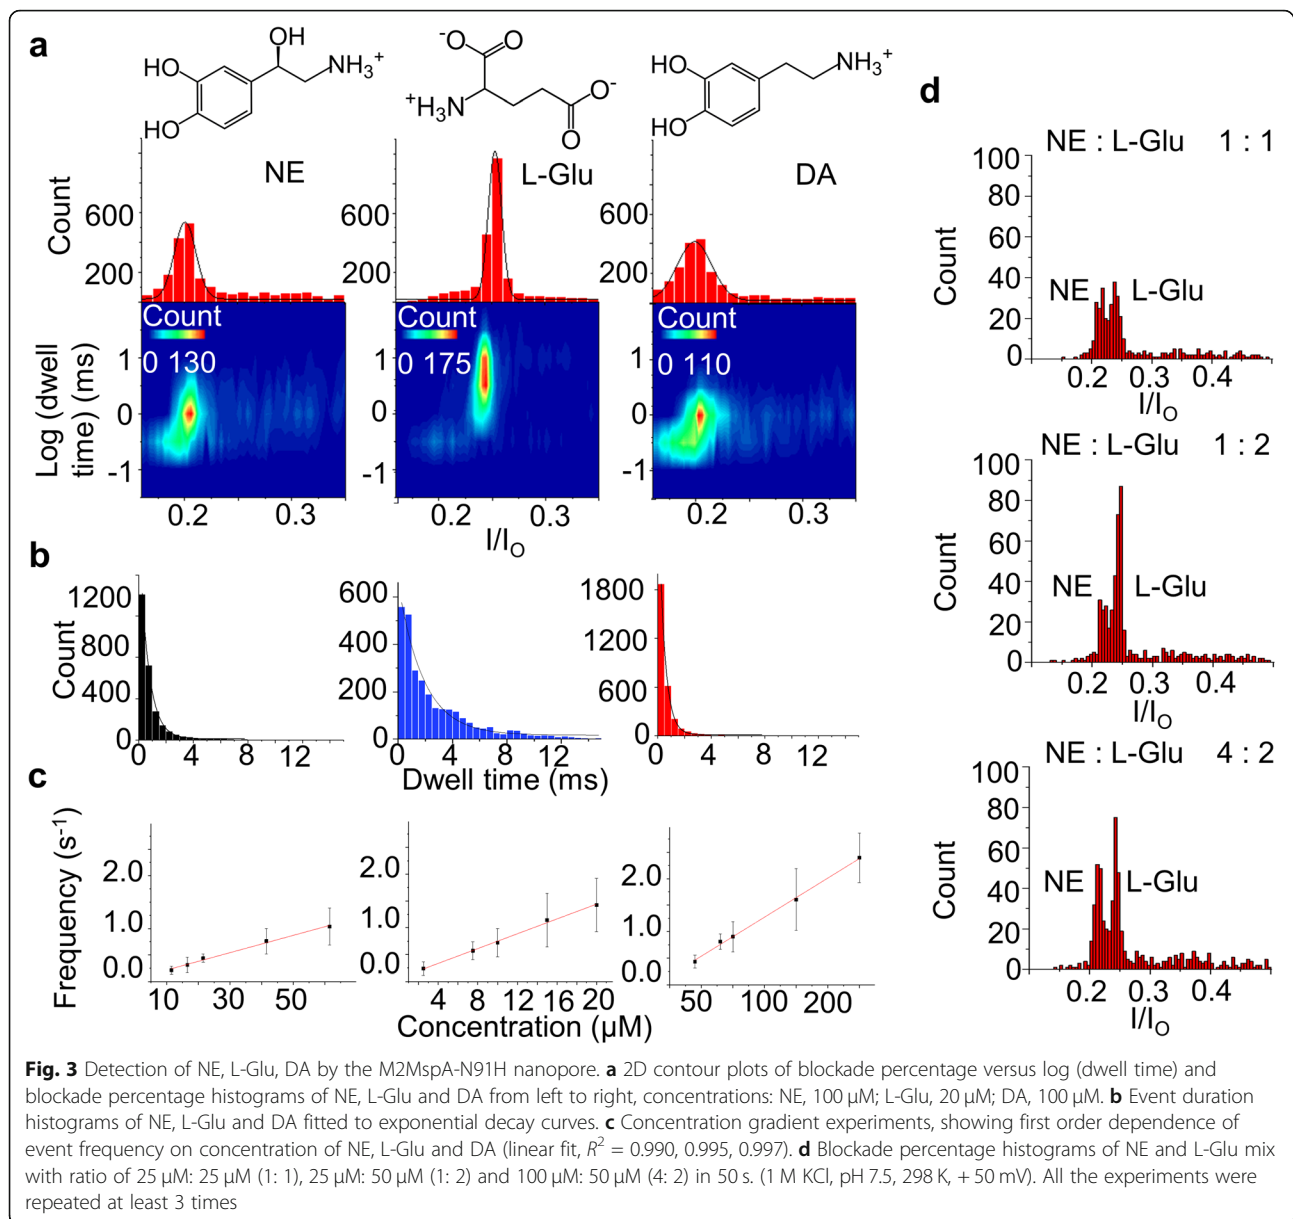 a
OH
HO
HO
NH3+
-O
O
+H3N
O-
O
HO
HO
NH3+
NE
L-Glu
DA
Count
600
200
600
200
600
200
Count
0 130
Count
0 175
Count
0 110
Log (dwell
time) (ms)
1
0
-1
1
0
-1
1
0
-1
0.2 0.3
0.2 0.3
0.2 0.3
I/IO
b
Count
1200
800
400
0
600
400
200
0
1800
1200
600
0
0 4 8 12
0 4 8 12
0 4 8 12
Dwell time (ms)
c
Frequency (s-1)
2.0
1.0
0.0
2.0
1.0
0.0
2.0
1.0
0.0
10 30 50
4 8 12 16 20
50 100 200
Concentration (µM)
d
NE : L-Glu 1 : 1
Count
100
80
60
40
20
0
NE L-Glu
0.2 0.3 0.4
I/IO
NE : L-Glu 1 : 2
Count
100
80
60
40
20
0
NE L-Glu
0.2 0.3 0.4
I/IO
NE : L-Glu 4 : 2
Count
100
80
60
40
20
0
NE L-Glu
0.2 0.3 0.4
I/IO
Fig. 3 Detection of NE, L-Glu, DA by the M2MspA-N91H nanopore. a 2D contour plots of blockade percentage versus log (dwell time) and
blockade percentage histograms of NE, L-Glu and DA from left to right, concentrations: NE, 100 µM; L-Glu, 20 µM; DA, 100 µM. b Event duration
histograms of NE, L-Glu and DA fitted to exponential decay curves. c Concentration gradient experiments, showing first order dependence of
event frequency on concentration of NE, L-Glu and DA (linear fit, R2 = 0.990, 0.995, 0.997). d Blockade percentage histograms of NE and L-Glu mix
with ratio of 25 µM: 25 µM (1: 1), 25 µM: 50 µM (1: 2) and 100 µM: 50 µM (4: 2) in 50 s. (1 M KCl, pH 7.5, 298 K, + 50 mV). All the experiments were
repeated at least 3 times